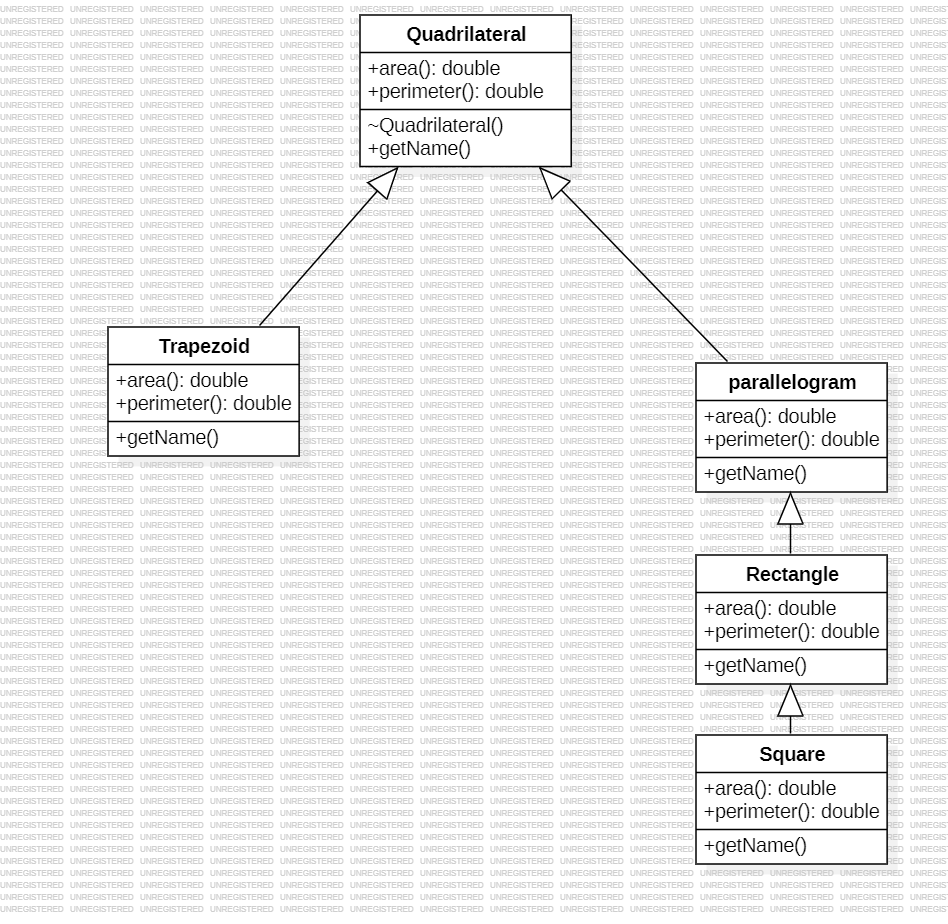 Quadrilateral
+area(): double
+perimeter(): double
~Quadrilateral()
+getName()
Trapezoid
+area(): double
+perimeter(): double
+getName()
parallelogram
+area(): double
+perimeter(): double
+getName()
Rectangle
+area(): double
+perimeter(): double
+getName()
Square
+area(): double
+perimeter(): double
+getName()
UNREGISTERED